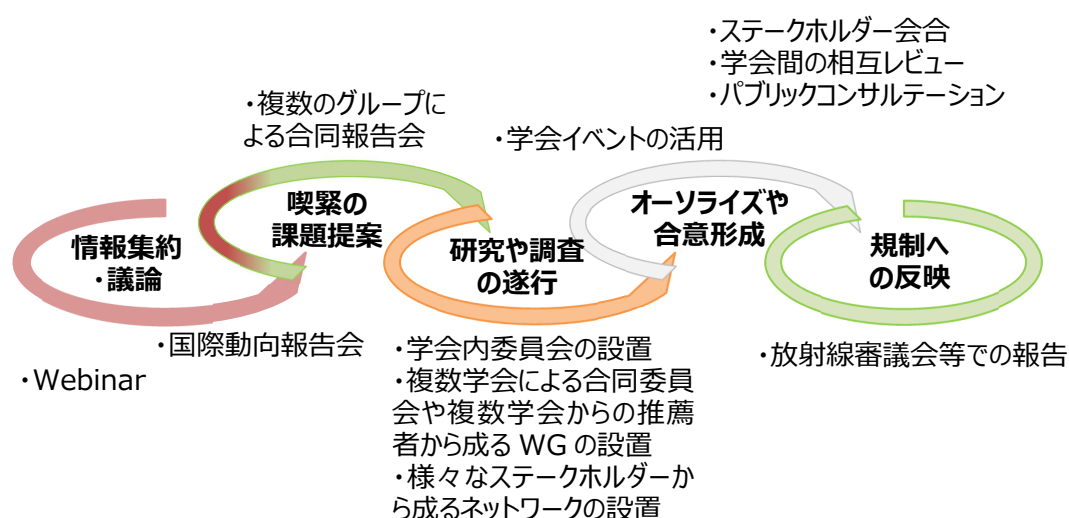 ・ステークホルダー会合
・学会間の相互レビュー
・パブリックコンサルテーション
・複数のグループに
よる合同報告会
・学会イベントの活用
情報集約
・議論
喫緊の
課題提案
研究や調査
の遂行
オーソライズや
合意形成
規制へ
の反映
・国際動向報告会
・Webinar
・学会内委員会の設置
・複数学会による合同委員
会や複数学会からの推薦
者から成る WG の設置
・様々なステークホルダーか
ら成るネットワークの設置
・放射線審議会等での報告